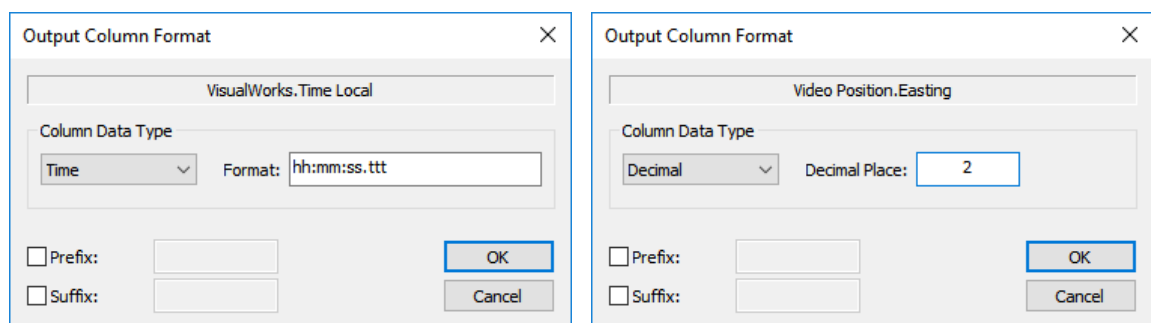 Output Column Format
VisualWorks.Time Local
Column Data Type
Time Format: hh:mm:ss.ttt
Prefix: OK
Suffix: Cancel
Output Column Format
Video Position.Easting
Column Data Type
Decimal Decimal Place: 2
Prefix: OK
Suffix: Cancel